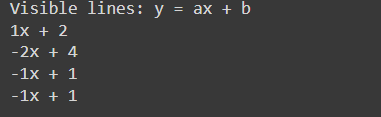 Visible lines: y = ax + b
1x + 2
-2x + 4
-1x + 1
-1x + 1